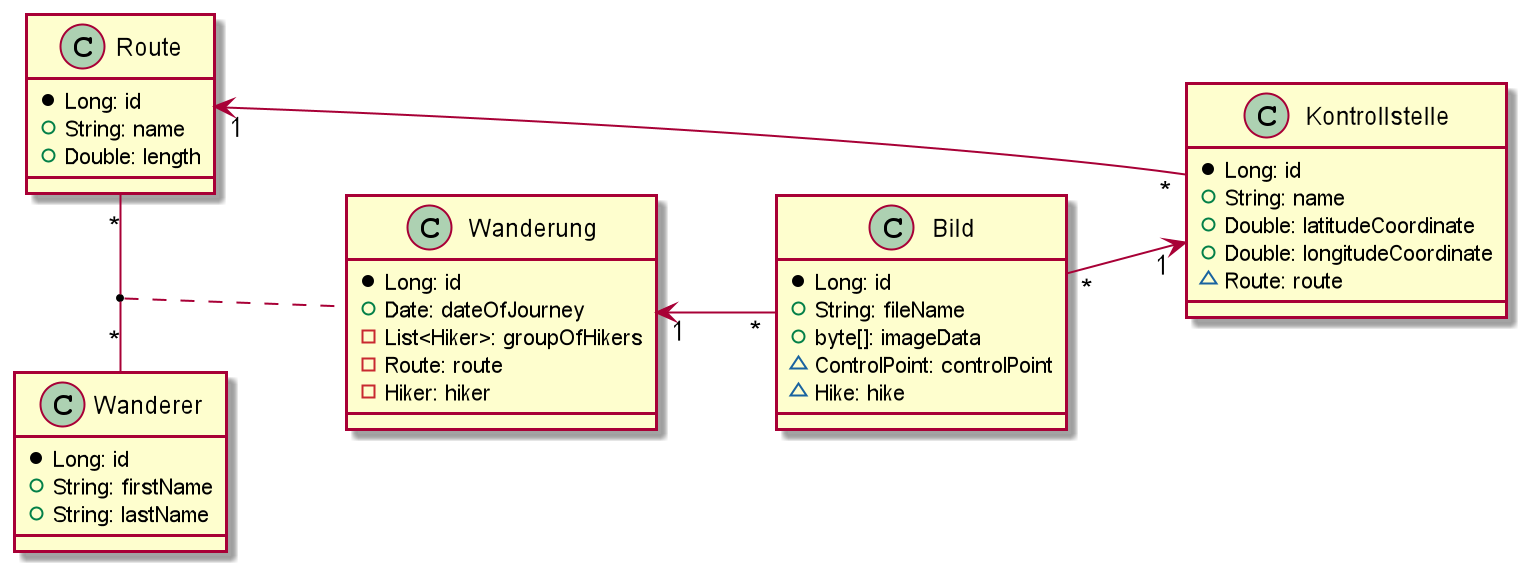 C Route
Long: id
String: name
Double: length
1
*
*
C Wanderer
Long: id
String: firstName
String: lastName
C Wanderung
Long: id
Date: dateOfJourney
List<Hiker>: groupOfHikers
Route: route
Hiker: hiker
1
*
C Bild
Long: id
String: fileName
byte[]: imageData
ControlPoint: controlPoint
Hike: hike
*
1
*
C Kontrollstelle
Long: id
String: name
Double: latitudeCoordinate
Double: longitudeCoordinate
Route: route